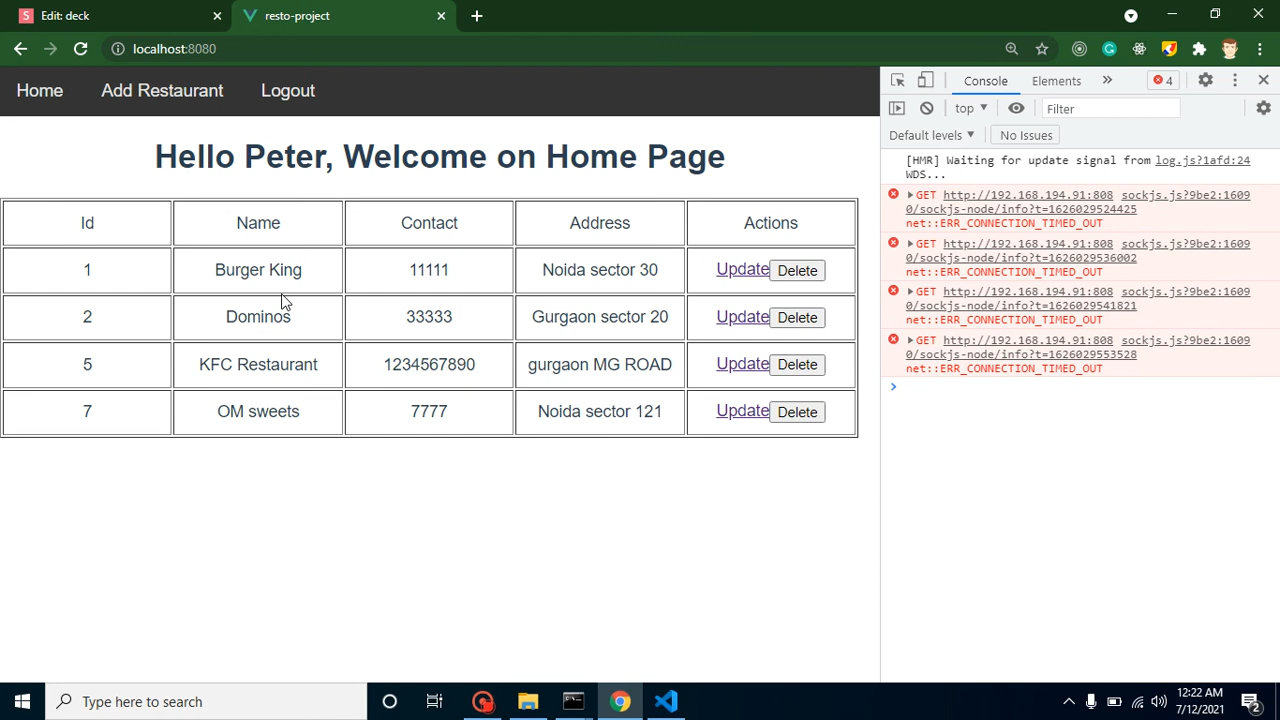 Edit: deck
resto-project
localhost:8080
Home Add Restaurant Logout
Hello Peter, Welcome on Home Page
Id Name Contact Address Actions
1 Burger King 11111 Noida sector 30 Update Delete
2 Dominos 33333 Gurgaon sector 20 Update Delete
5 KFC Restaurant 1234567890 gurgaon MG ROAD Update Delete
7 OM sweets 7777 Noida sector 121 Update Delete
Console Elements 4
top Filter
Default levels No Issues
[HMR] Waiting for update signal from log.js?1afd:24
WDS...
GET http://192.168.194.91:808 sockjs.js?9be2:1609
0/sockjs-node/info?t=1626029524425
net::ERR_CONNECTION_TIMED_OUT
GET http://192.168.194.91:808 sockjs.js?9be2:1609
0/sockjs-node/info?t=1626029536002
net::ERR_CONNECTION_TIMED_OUT
GET http://192.168.194.91:808 sockjs.js?9be2:1609
0/sockjs-node/info?t=1626029541821
net::ERR_CONNECTION_TIMED_OUT
GET http://192.168.194.91:808 sockjs.js?9be2:1609
0/sockjs-node/info?t=1626029553528
net::ERR_CONNECTION_TIMED_OUT
Type here to search
12:22 AM
7/12/2021
2